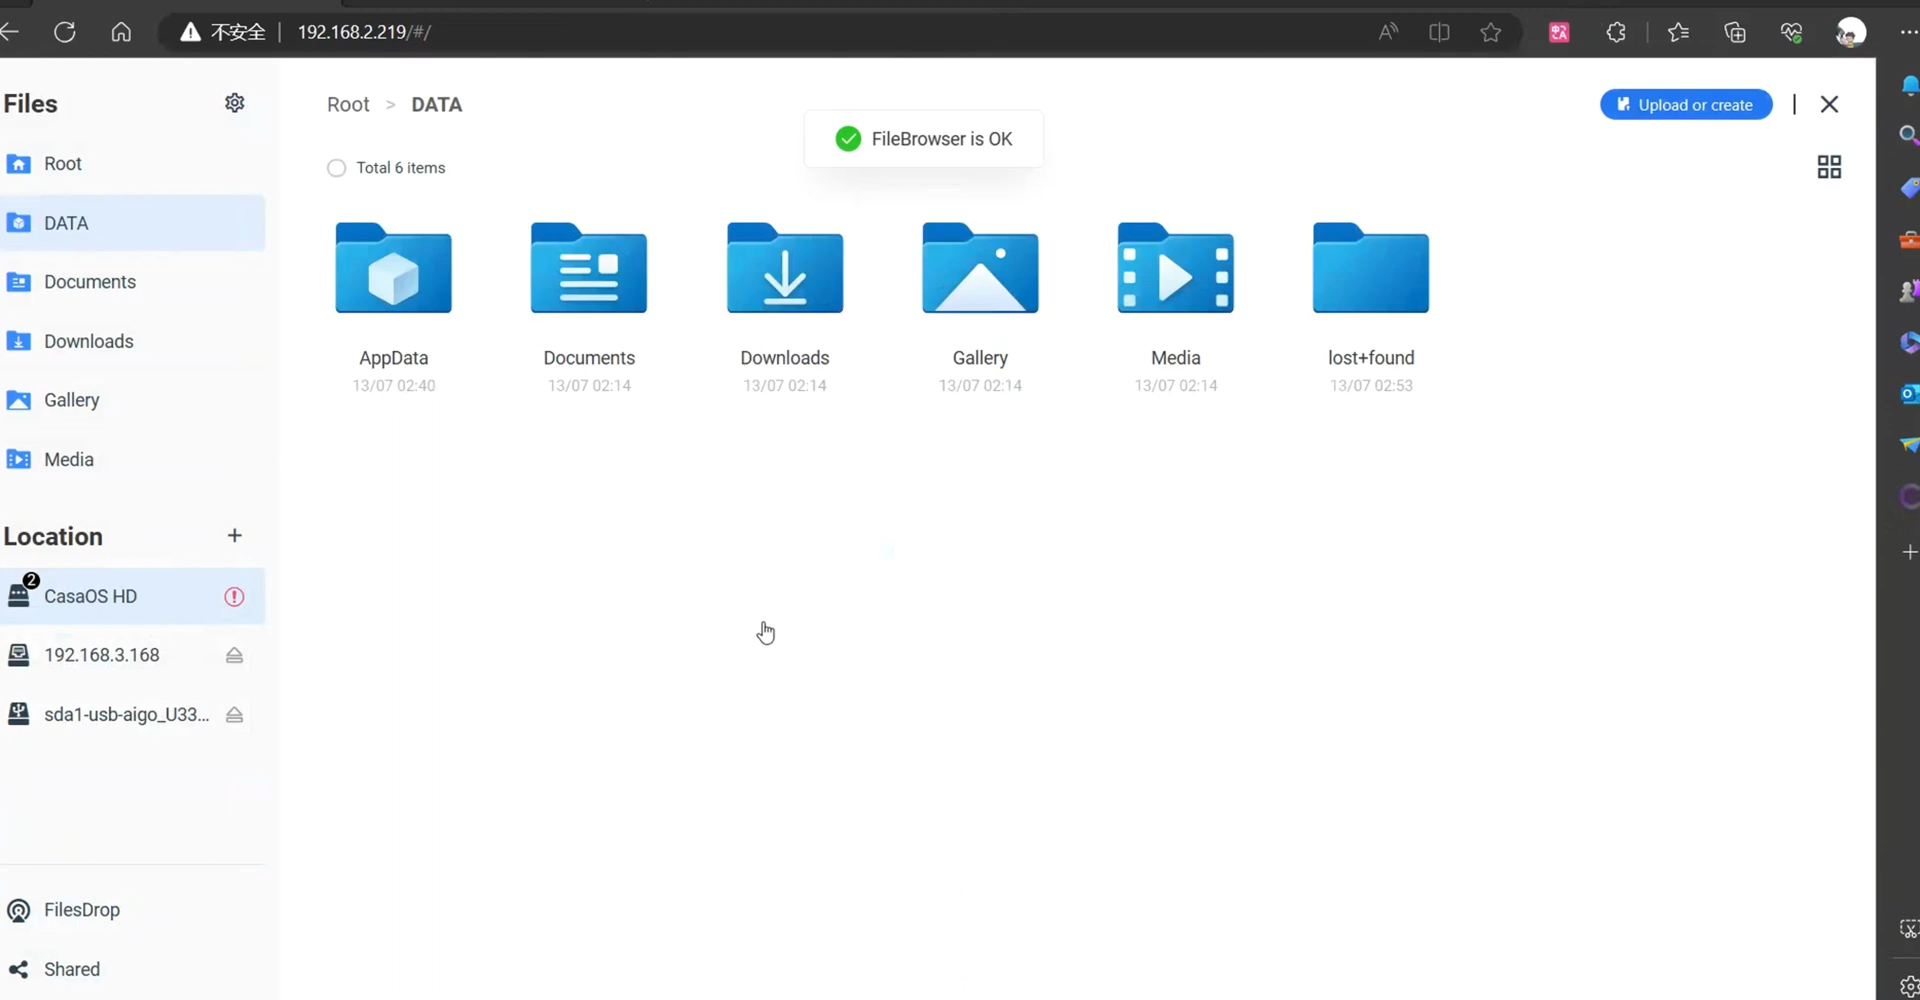 不安全 192.168.2.219/#/
Files
Root
DATA
Documents
Downloads
Gallery
Media
Location
2
CasaOS HD
192.168.3.168
sda1-usb-aigo_U33...
FilesDrop
Shared
Root > DATA
FileBrowser is OK
Upload or create
Total 6 items
AppData
13/07 02:40
Documents
13/07 02:14
Downloads
13/07 02:14
Gallery
13/07 02:14
Media
13/07 02:14
lost+found
13/07 02:53